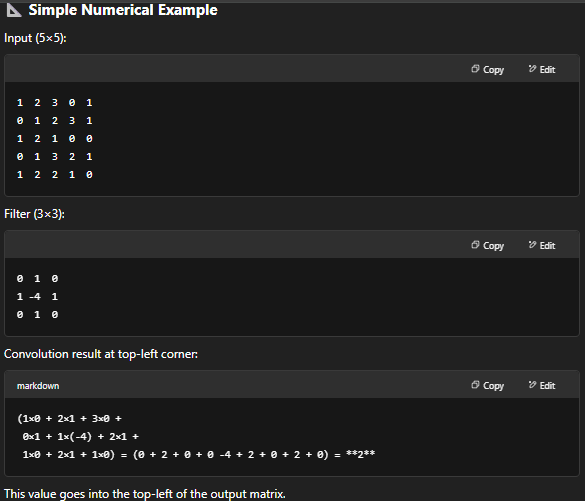 Simple Numerical Example
Input (5×5):
Copy Edit
1 2 3 0 1
0 1 2 3 1
1 2 1 0 0
0 1 3 2 1
1 2 2 1 0
Filter (3×3):
Copy Edit
0 1 0
1 -4 1
0 1 0
Convolution result at top-left corner:
markdown Copy Edit
(1×0 + 2×1 + 3×0 +
0×1 + 1×(-4) + 2×1 +
1×0 + 2×1 + 1×0) = (0 + 2 + 0 + 0 -4 + 2 + 0 + 2 + 0) = **2**
This value goes into the top-left of the output matrix.